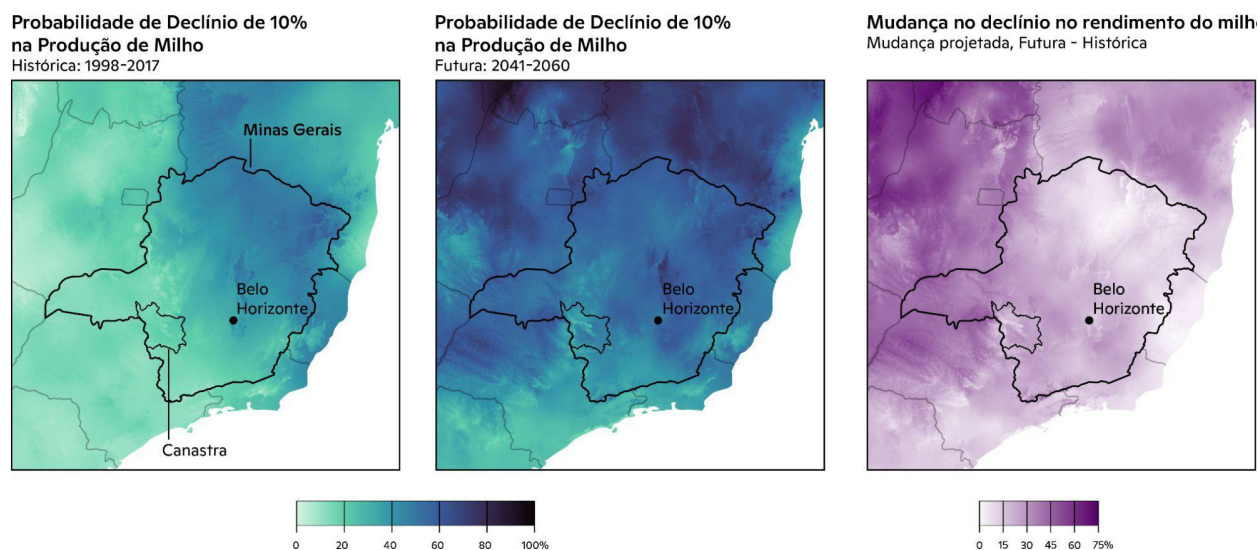 Probabilidade de Declínio de 10%
na Produção de Milho
Histórica: 1998-2017
Minas Gerais
Belo
Horizonte
Canastra
Probabilidade de Declínio de 10%
na Produção de Milho
Futura: 2041-2060
Belo
Horizonte
0 20 40 60 80 100%
Mudança no declínio no rendimento do milh
Mudança projetada, Futura - Histórica
Belo
Horizonte
0 15 30 45 60 75%